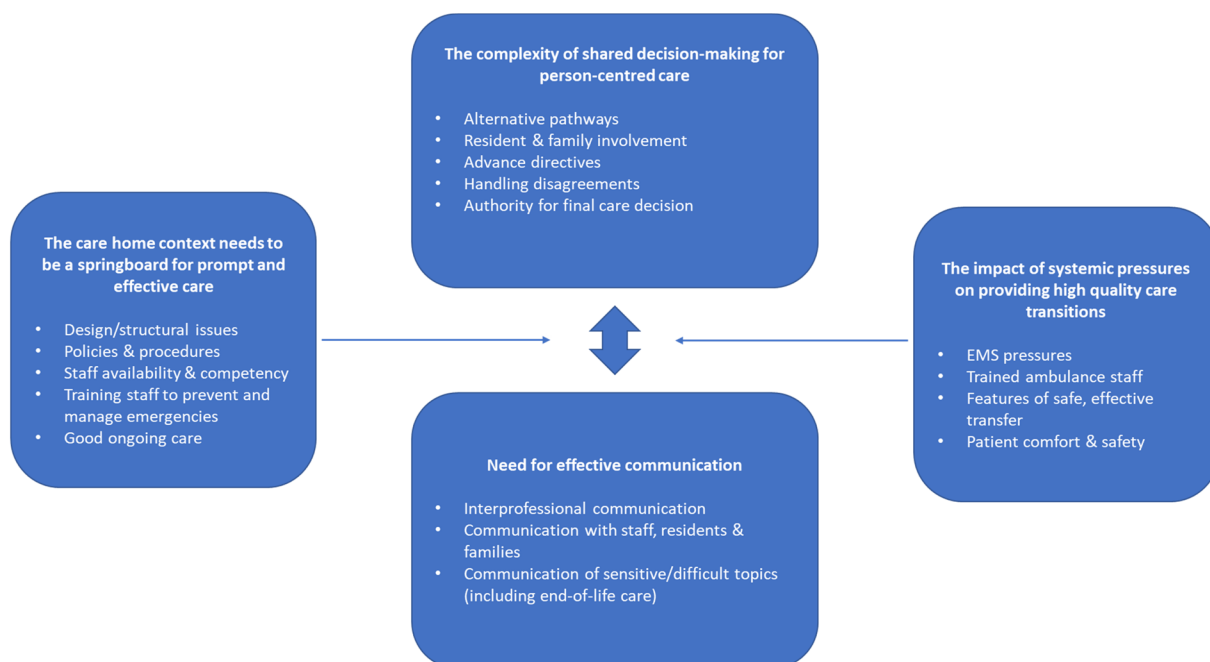 The complexity of shared decision-making for
person-centred care
• Alternative pathways
• Resident & family involvement
• Advance directives
• Handling disagreements
• Authority for final care decision
The care home context needs to
be a springboard for prompt and
effective care
• Design/structural issues
• Policies & procedures
• Staff availability & competency
• Training staff to prevent and
manage emergencies
• Good ongoing care
The impact of systemic pressures
on providing high quality care
transitions
• EMS pressures
• Trained ambulance staff
• Features of safe, effective
transfer
• Patient comfort & safety
Need for effective communication
• Interprofessional communication
• Communication with staff, residents &
families
• Communication of sensitive/difficult topics
(including end-of-life care)